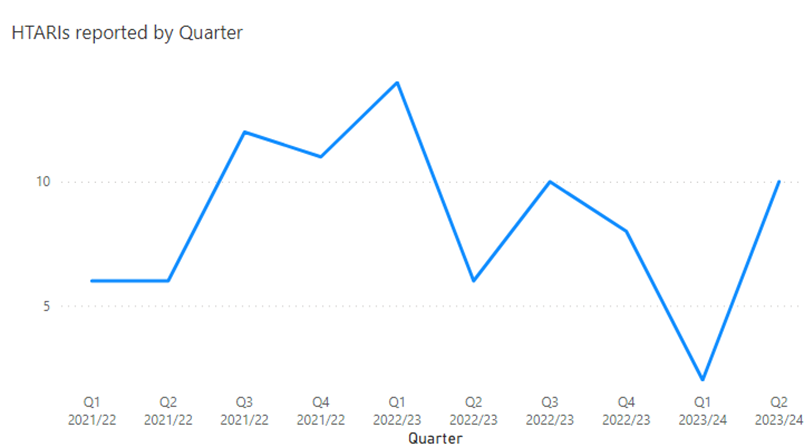 HTARIs reported by Quarter
10
5
Q1 Q2 Q3 Q4 Q1 Q2 Q3 Q4 Q1 Q2
2021/22 2021/22 2021/22 2021/22 2022/23 2022/23 2022/23 2022/23 2023/24 2023/24
Quarter